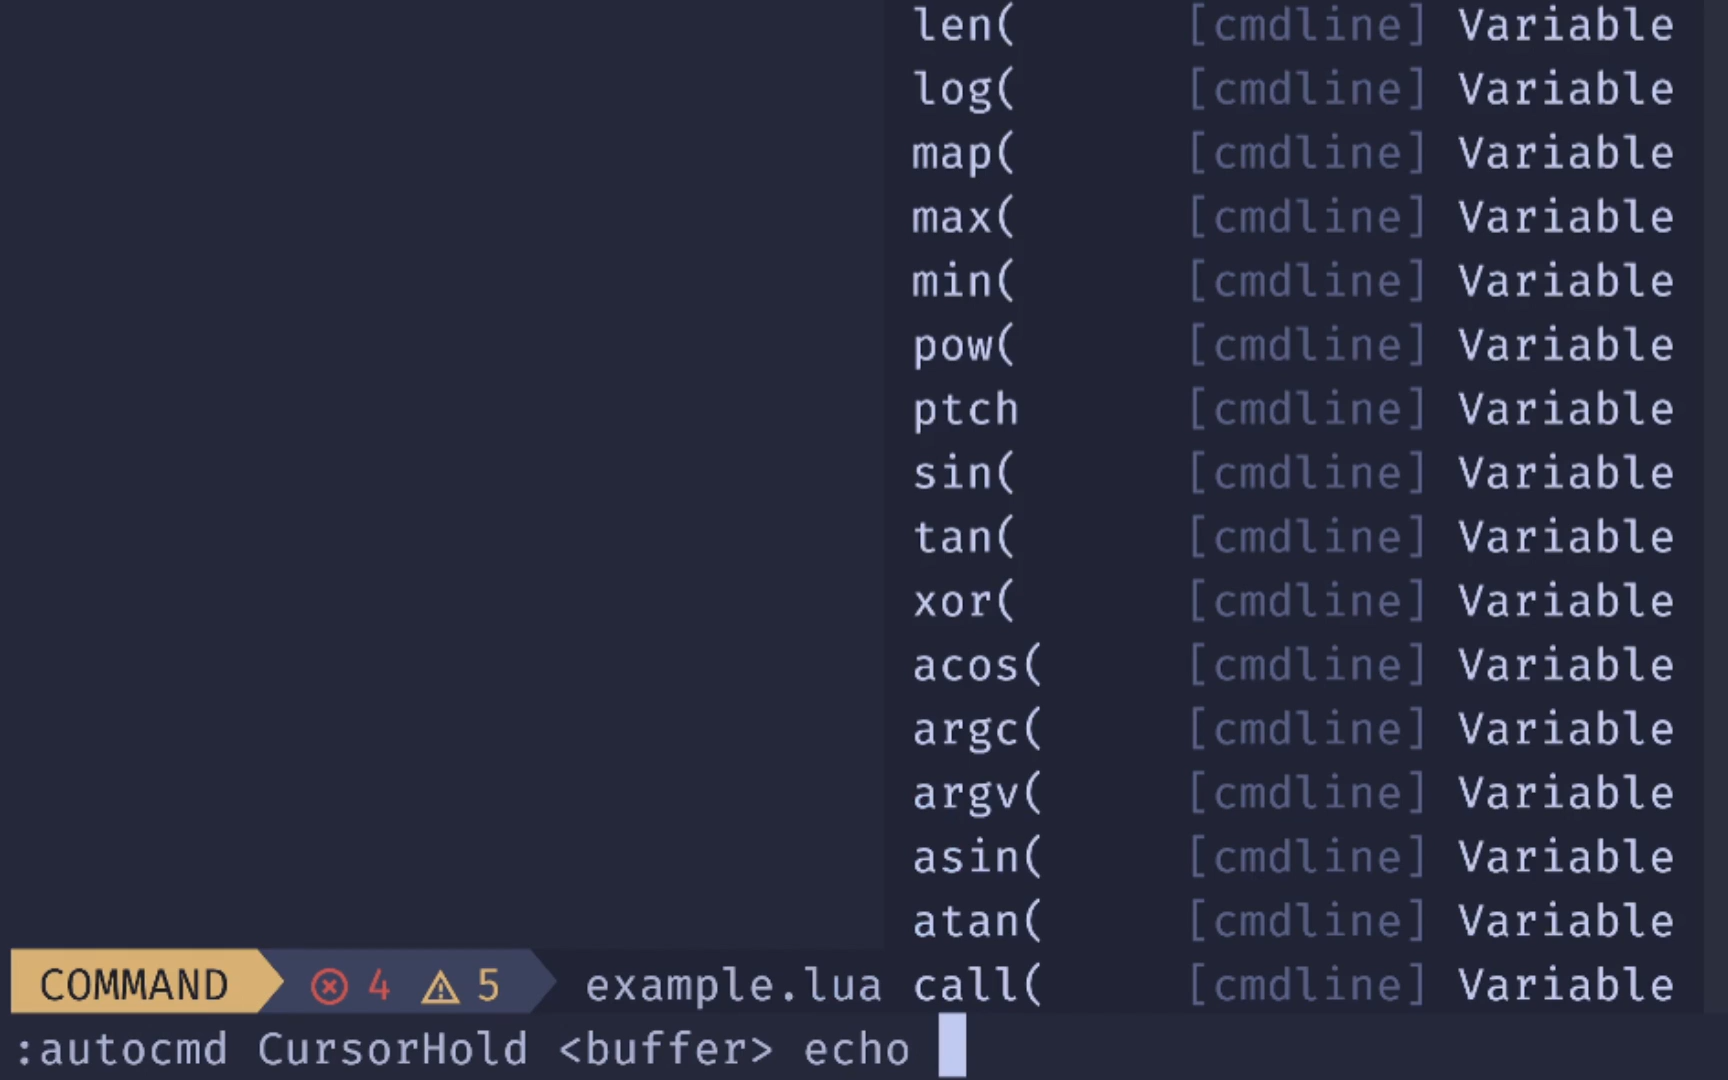 len( [cmdline] Variable
log( [cmdline] Variable
map( [cmdline] Variable
max( [cmdline] Variable
min( [cmdline] Variable
pow( [cmdline] Variable
ptch [cmdline] Variable
sin( [cmdline] Variable
tan( [cmdline] Variable
xor( [cmdline] Variable
acos( [cmdline] Variable
argc( [cmdline] Variable
argv( [cmdline] Variable
asin( [cmdline] Variable
atan( [cmdline] Variable
COMMAND 4 5 example.lua call( [cmdline] Variable
:autocmd CursorHold <buffer> echo